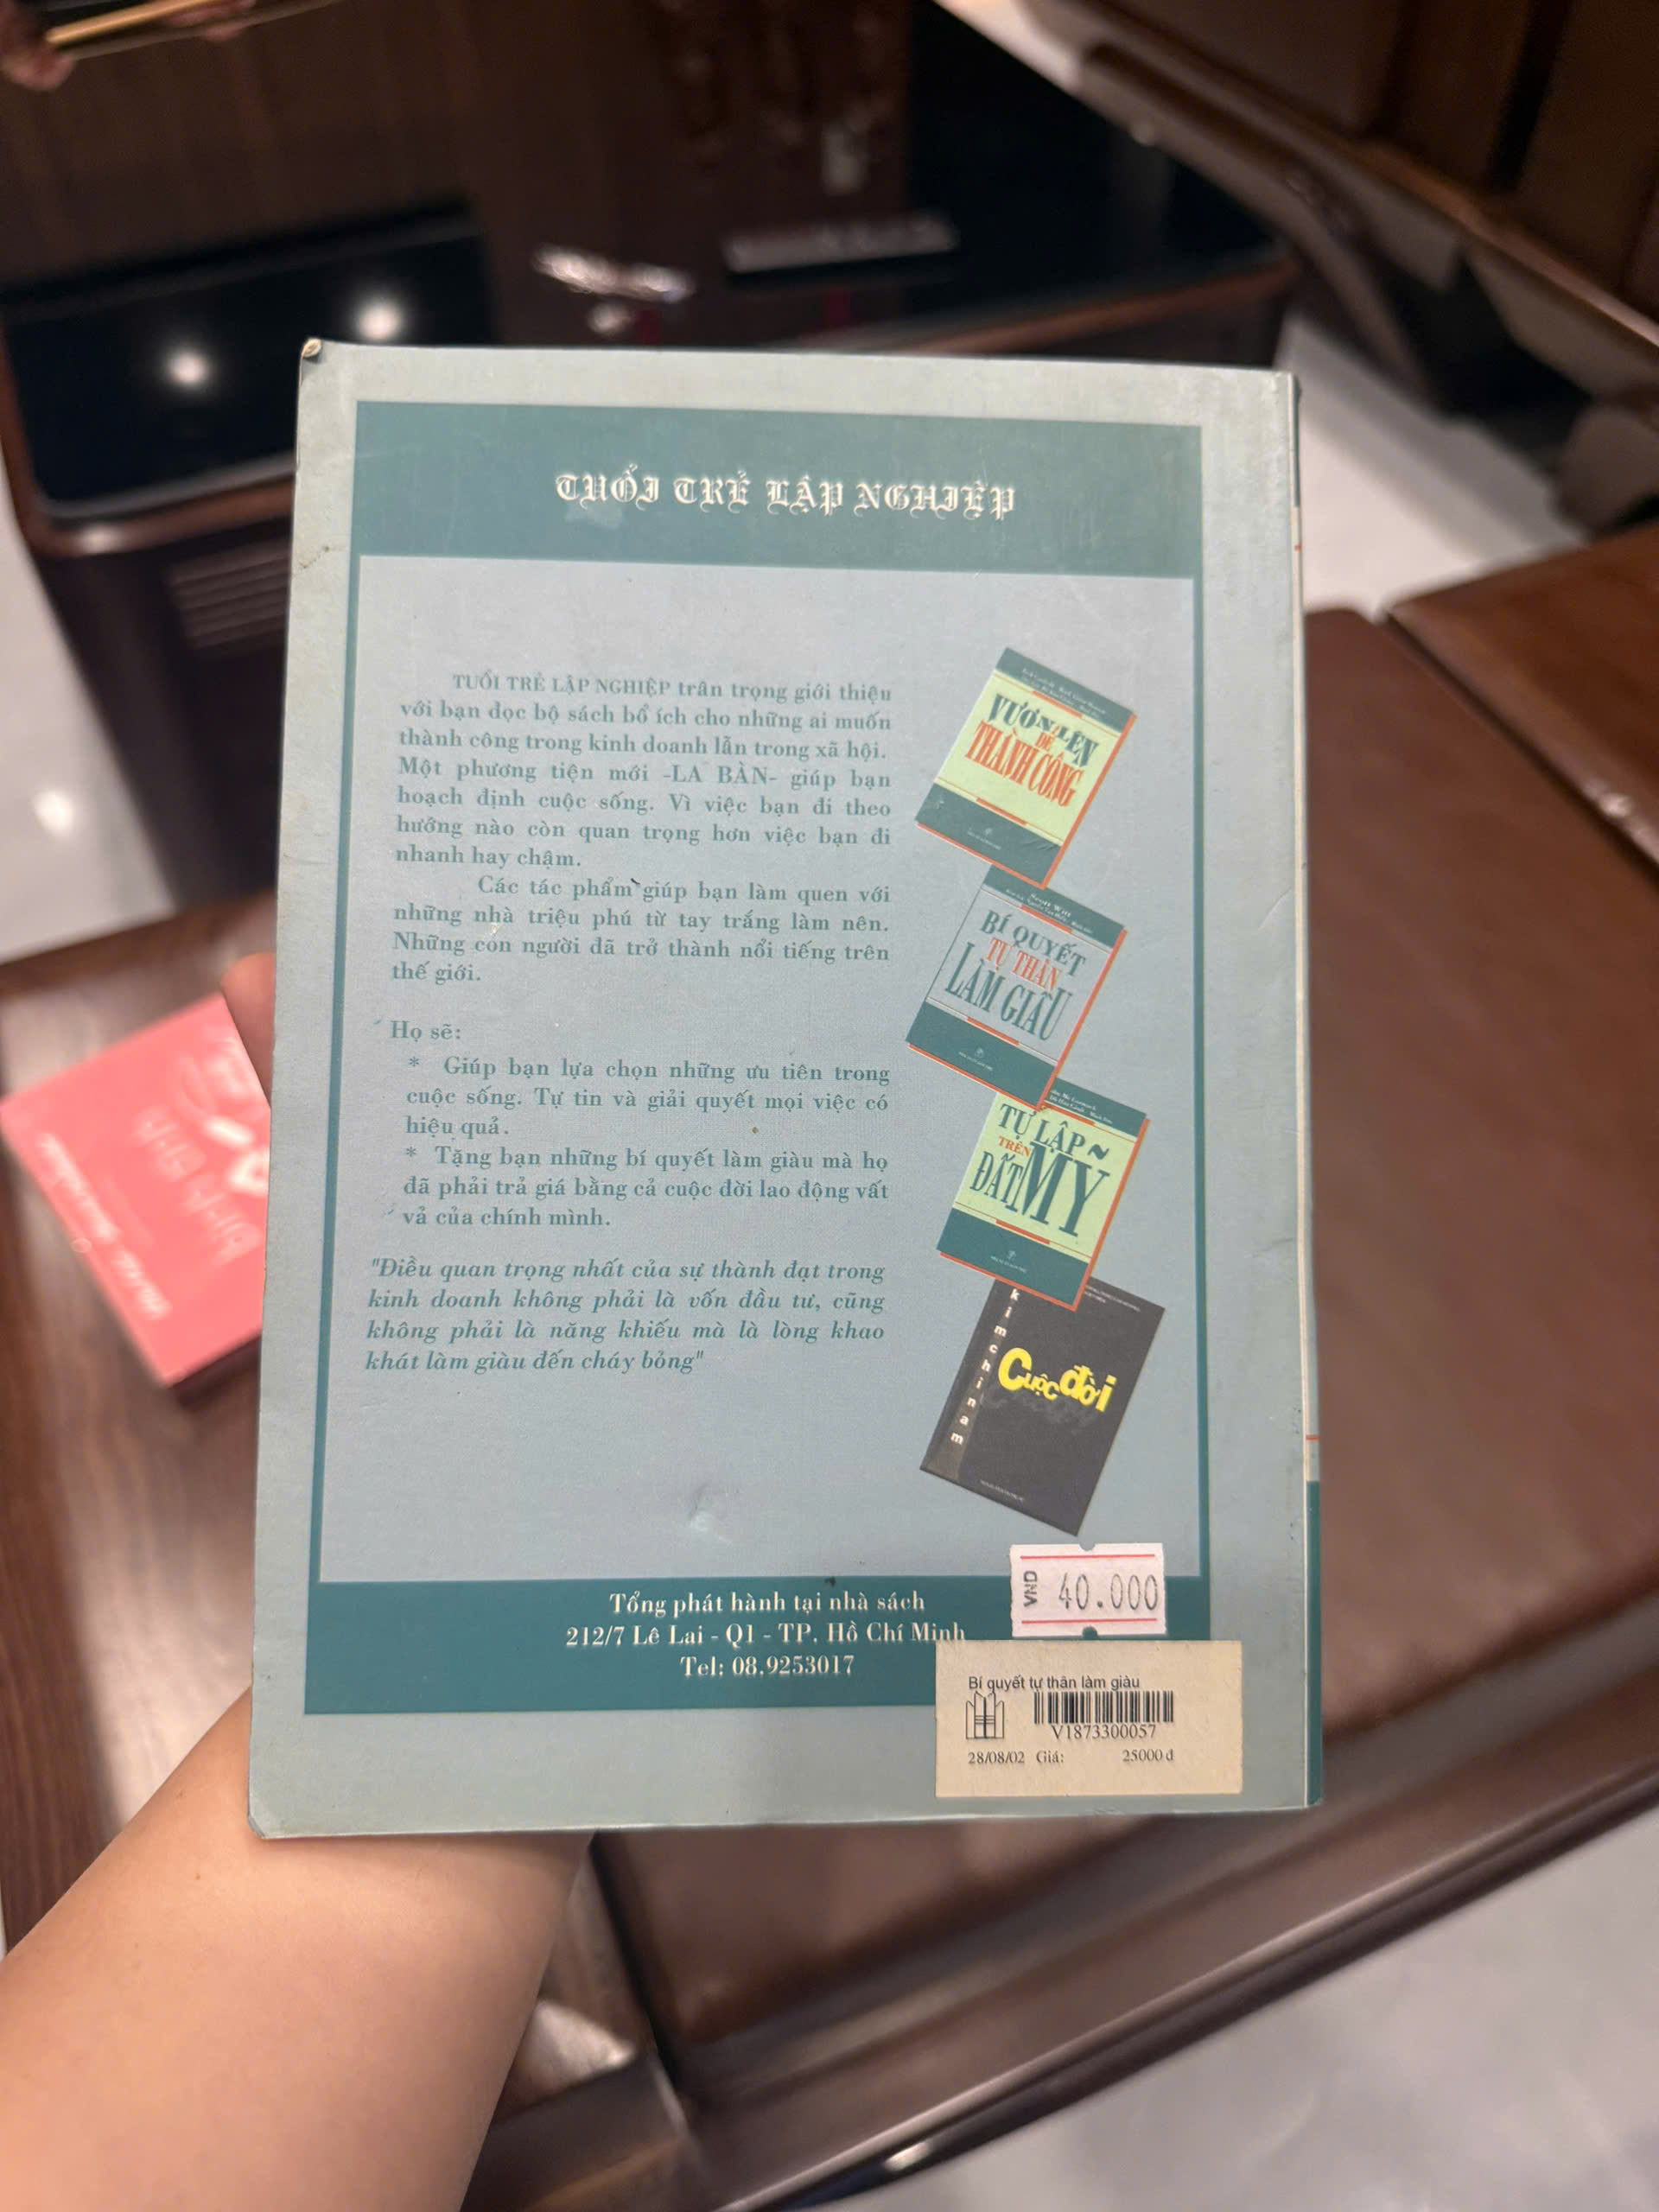 TUỔI TRẺ LẬP NGHIỆP
TUỔI TRẺ LẬP NGHIỆP trân trọng giới thiệu
với bạn đọc bộ sách bổ ích cho những ai muốn
thành công trong kinh doanh lẫn trong xã hội.
Một phương tiện mới -LA BÀN- giúp bạn
hoạch định cuộc sống. Vì việc bạn đi theo
hướng nào còn quan trọng hơn việc bạn đi
nhanh hay chậm.
Các tác phẩm giúp bạn làm quen với
những nhà triệu phú từ tay trắng làm nên.
Những con người đã trở thành nổi tiếng trên
thế giới.
Họ sẽ:
* Giúp bạn lựa chọn những ưu tiên trong
cuộc sống. Tự tin và giải quyết mọi việc có
hiệu quả.
* Tặng bạn những bí quyết làm giàu mà họ
đã phải trả giá bằng cả cuộc đời lao động vất
vả của chính mình.
"Điều quan trọng nhất của sự thành đạt trong
kinh doanh không phải là vốn đầu tư, cũng
không phải là năng khiếu mà là lòng khao
khát làm giàu đến cháy bỏng"
VƯƠN LÊN
ĐỂ
THÀNH CÔNG
Scott Witt
BÍ QUYẾT
TỰ THÂN
LÀM GIÀU
TỰ LẬP
TRÊN
ĐẤT MỸ
kimchinam
Cuộc đời
Tổng phát hành tại nhà sách
212/7 Lê Lai - Q1 - TP. Hồ Chí Minh
Tel: 08.9253017
VND 40.000
Bí quyết tự thân làm giàu
V1873300057
28/08/02 Giá: 25000 đ